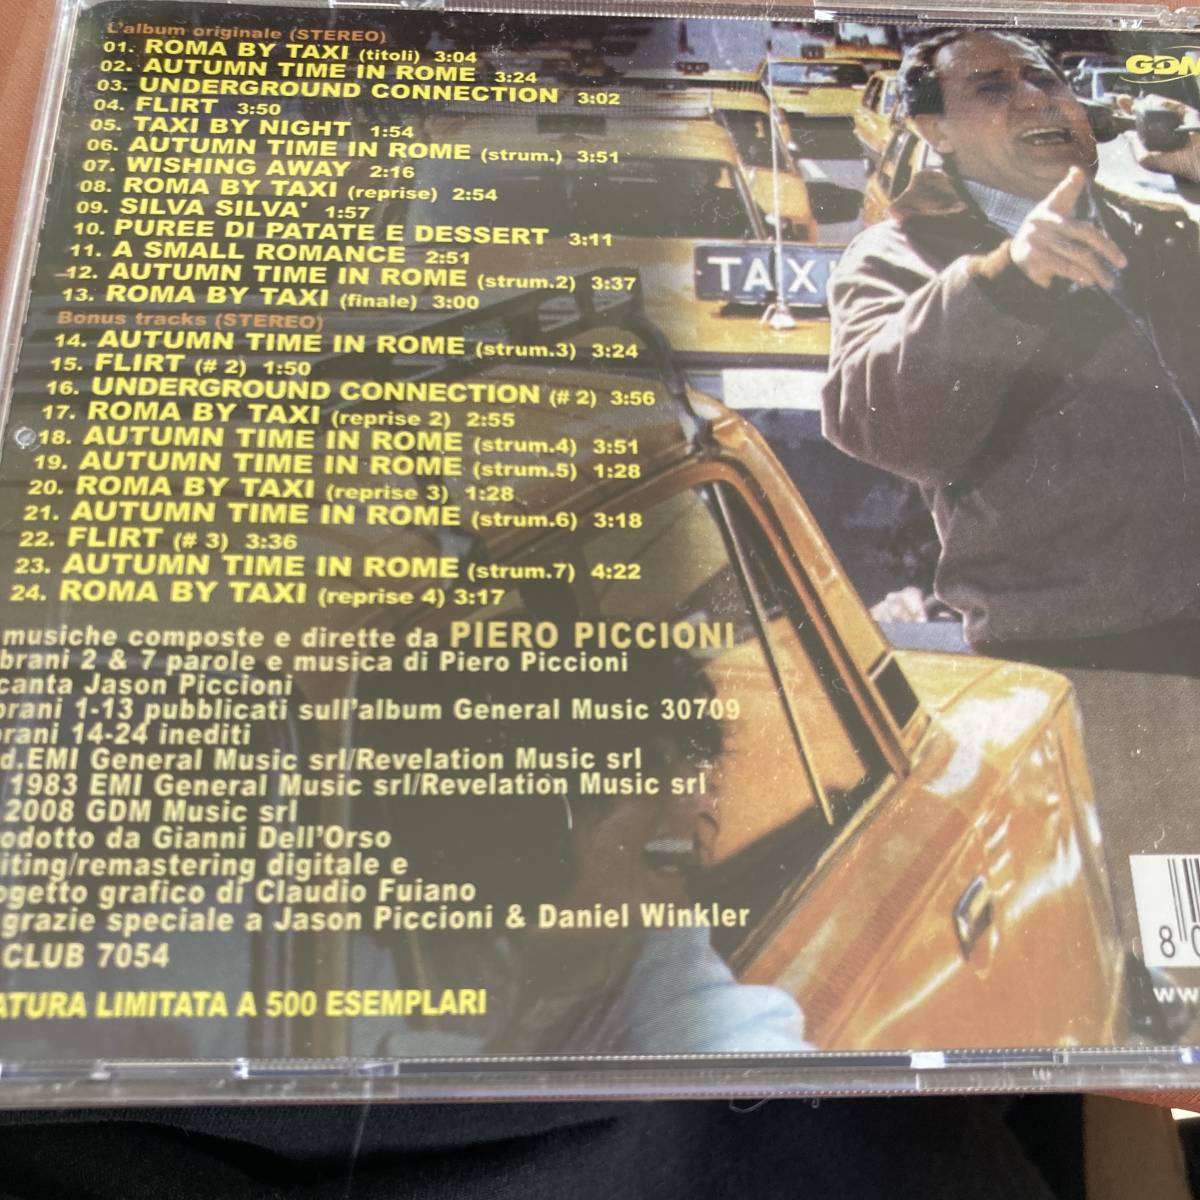 L'album originale (STEREO)
01. ROMA BY TAXI (titoli) 3:04
02. AUTUMN TIME IN ROME 3:24
03. UNDERGROUND CONNECTION 3:02
04. FLIRT 3:50
05. TAXI BY NIGHT 1:54
06. AUTUMN TIME IN ROME (strum.) 3:51
07. WISHING AWAY 2:16
08. ROMA BY TAXI (reprise) 2:54
09. SILVA SILVA' 1:57
10. PUREE DI PATATE E DESSERT 3:11
11. A SMALL ROMANCE 2:51
12. AUTUMN TIME IN ROME (strum.2) 3:37
13. ROMA BY TAXI (finale) 3:00
Bonus tracks (STEREO)
14. AUTUMN TIME IN ROME (strum.3) 3:24
15. FLIRT (# 2) 1:50
16. UNDERGROUND CONNECTION (# 2) 3:56
17. ROMA BY TAXI (reprise 2) 2:55
18. AUTUMN TIME IN ROME (strum.4) 3:51
19. AUTUMN TIME IN ROME (strum.5) 1:28
20. ROMA BY TAXI (reprise 3) 1:28
21. AUTUMN TIME IN ROME (strum.6) 3:18
22. FLIRT (# 3) 3:36
23. AUTUMN TIME IN ROME (strum.7) 4:22
24. ROMA BY TAXI (reprise 4) 3:17
musiche composte e dirette da PIERO PICCIONI
brani 2 & 7 parole e musica di Piero Piccioni
canta Jason Piccioni
brani 1-13 pubblicati sull'album General Music 30709
brani 14-24 inediti
d.EMI General Music srl/Revelation Music srl
1983 EMI General Music srl/Revelation Music srl
2008 GDM Music srl
odotto da Gianni Dell'Orso
iting/remastering digitale e
ogetto grafico di Claudio Fuiano
grazie speciale a Jason Piccioni & Daniel Winkler
CLUB 7054
ATURA LIMITATA A 500 ESEMPLARI
GDM
TAXI
8
ww